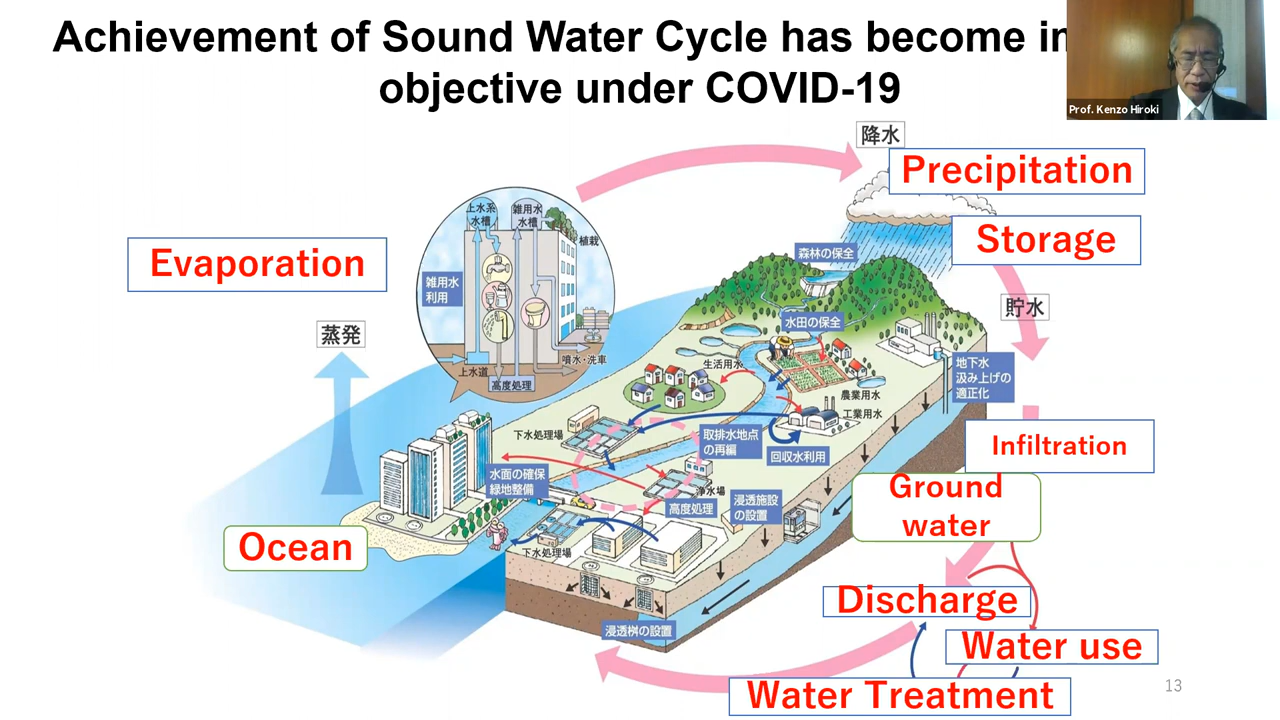 Achievement of Sound Water Cycle has become in
objective under COVID-19
Prof. Kenzo Hiroki
降水
Precipitation
Storage
貯水
Evaporation
蒸発
上水系
水槽
雑用水
水槽
植栽
雑用水
利用
噴水・洗車
上水道
高度処理
森林の保全
水田の保全
生活用水
農業用水
工業用水
地下水
汲み上げの
適正化
下水処理場
取排水地点
の再編
回収水利用
水面の確保
緑地整備
浄水場
高度処理
浸透施設
の設置
下水処理場
浸透桝の設置
Infiltration
Ground
water
Ocean
Discharge
Water use
Water Treatment
13